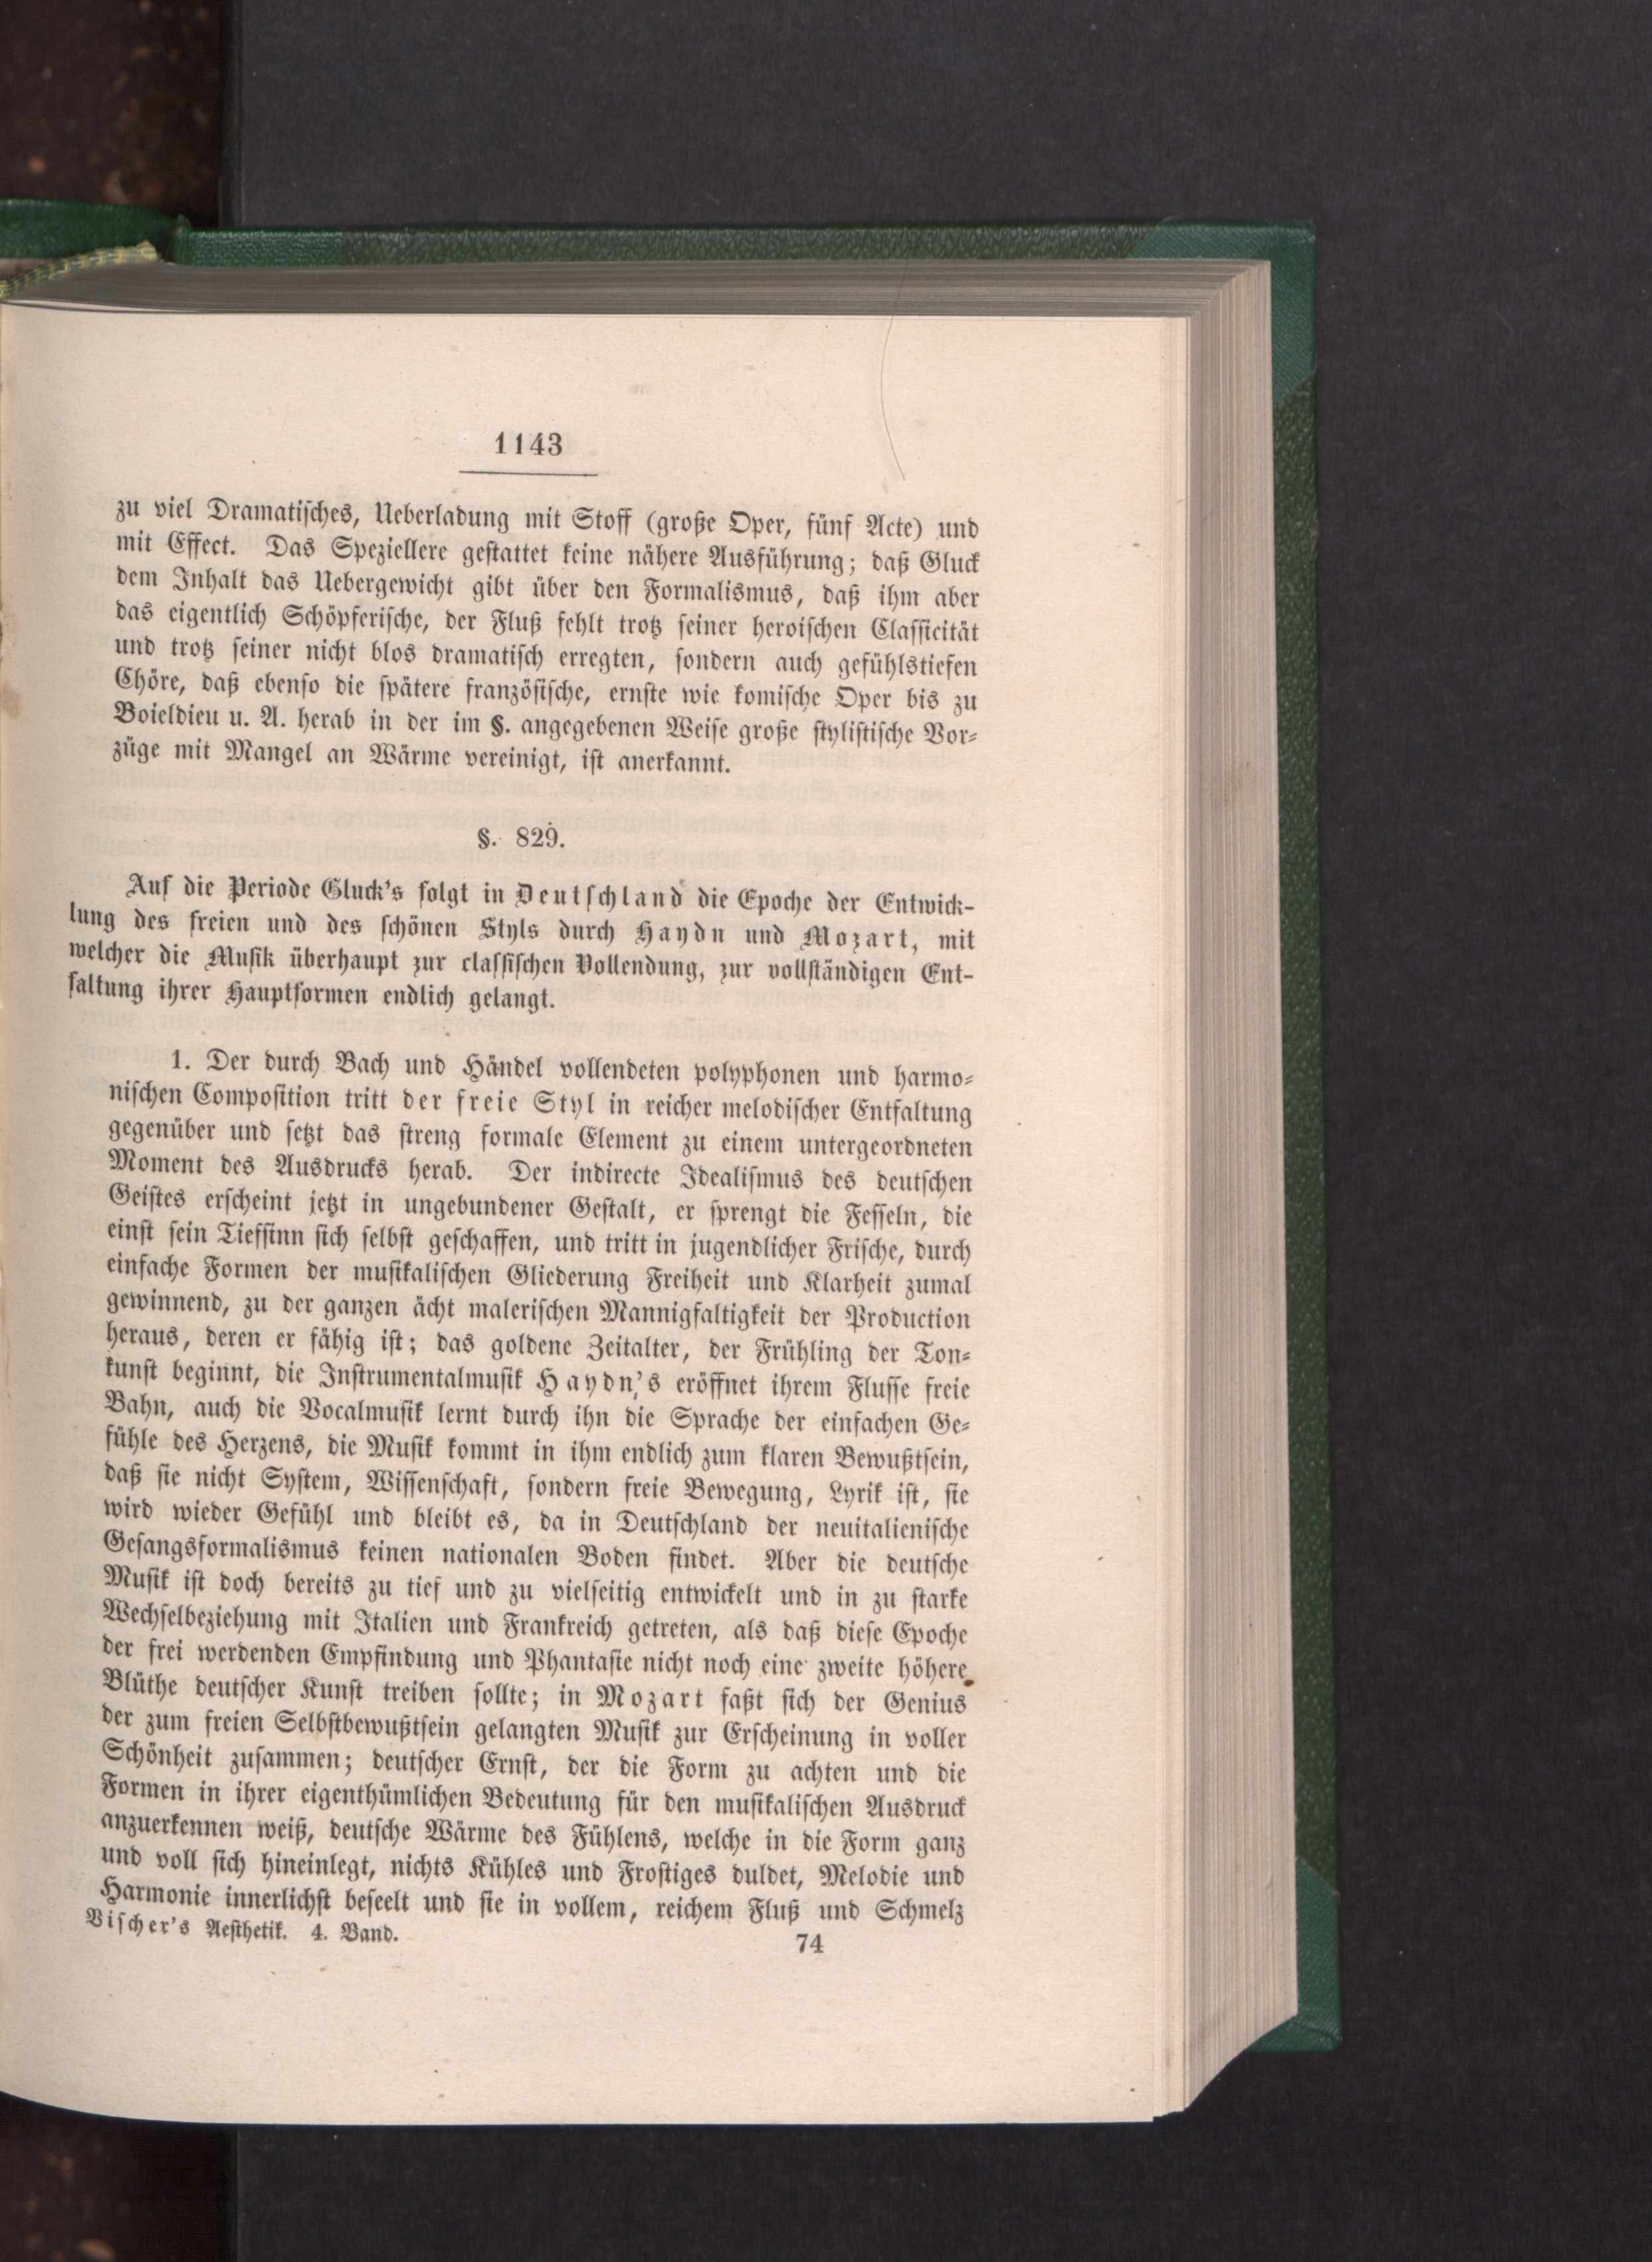 1143
zu viel Dramatisches, Ueberladung mit Stoff (große Oper, fünf Acte) und
mit Effect. Das Speziellere gestattet keine nähere Ausführung; daß Gluck
dem Inhalt das Uebergewicht gibt über den Formalismus, daß ihm aber
das eigentlich Schöpferische, der Fluß fehlt trotz seiner heroischen Classicität
und trotz seiner nicht blos dramatisch erregten, sondern auch gefühlstiefen
Chöre, daß ebenso die spätere französische, ernste wie komische Oper bis zu
Boieldieu u. A. herab in der im §. angegebenen Weise große stylistische Vor-
züge mit Mangel an Wärme vereinigt, ist anerkannt.
§. 829.
Auf die Periode Gluck's folgt in Deutschland die Epoche der Entwick-
lung des freien und des schönen Styls durch Haydn und Mozart, mit
welcher die Musik überhaupt zur classischen Vollendung, zur vollständigen Ent-
faltung ihrer Hauptformen endlich gelangt.
1. Der durch Bach und Händel vollendeten polyphonen und harmo-
nischen Composition tritt der freie Styl in reicher melodischer Entfaltung
gegenüber und setzt das streng formale Element zu einem untergeordneten
Moment des Ausdrucks herab. Der indirecte Idealismus des deutschen
Geistes erscheint jetzt in ungebundener Gestalt, er sprengt die Fesseln, die
einst sein Tiefsinn sich selbst geschaffen, und tritt in jugendlicher Frische, durch
einfache Formen der musikalischen Gliederung Freiheit und Klarheit zumal
gewinnend, zu der ganzen ächt malerischen Mannigfaltigkeit der Production
heraus, deren er fähig ist; das goldene Zeitalter, der Frühling der Ton-
kunst beginnt, die Instrumentalmusik Haydn's eröffnet ihrem Flusse freie
Bahn, auch die Vocalmusik lernt durch ihn die Sprache der einfachen Ge-
fühle des Herzens, die Musik kommt in ihm endlich zum klaren Bewußtsein,
daß sie nicht System, Wissenschaft, sondern freie Bewegung, Lyrik ist, sie
wird wieder Gefühl und bleibt es, da in Deutschland der neuitalienische
Gesangsformalismus keinen nationalen Boden findet. Aber die deutsche
Musik ist doch bereits zu tief und zu vielseitig entwickelt und in zu starke
Wechselbeziehung mit Italien und Frankreich getreten, als daß diese Epoche
der frei werdenden Empfindung und Phantasie nicht noch eine zweite höhere
Blüthe deutscher Kunst treiben sollte; in Mozart faßt sich der Genius
der zum freien Selbstbewußtsein gelangten Musik zur Erscheinung in voller
Schönheit zusammen; deutscher Ernst, der die Form zu achten und die
Formen in ihrer eigenthümlichen Bedeutung für den musikalischen Ausdruck
anzuerkennen weiß, deutsche Wärme des Fühlens, welche in die Form ganz
und voll sich hineinlegt, nichts Kühles und Frostiges duldet, Melodie und
Harmonie innerlichst beseelt und sie in vollem, reichem Fluß und Schmelz
Vischer's Aesthetik. 4. Band.
74